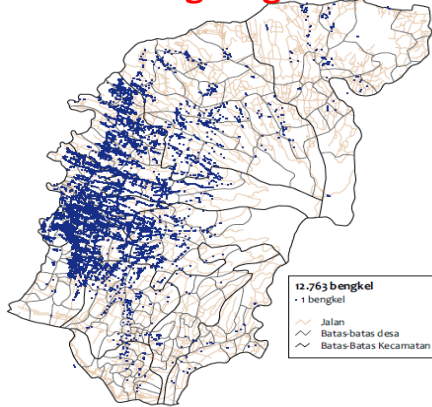 12.763 bengkel
· 1 bengkel
Jalan
Batas-batas desa
Batas-Batas Kecamatan